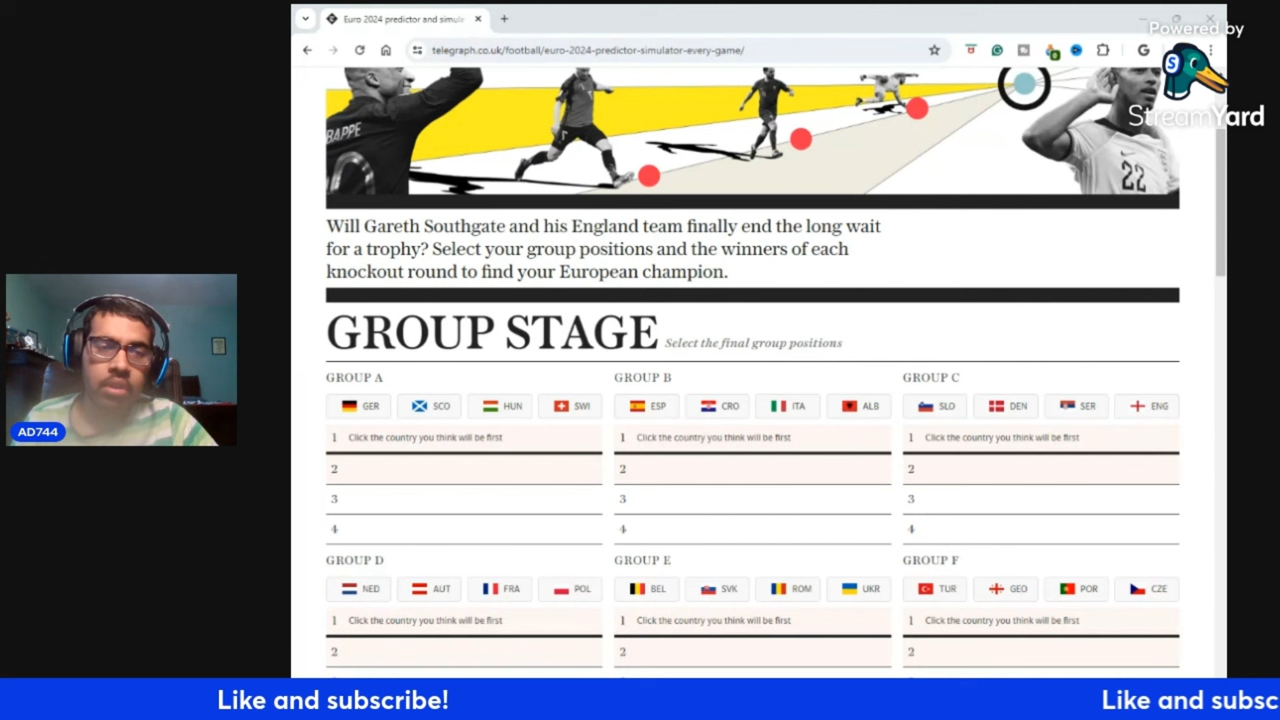 Euro 2024 predictor and simula
telegraph.co.uk/football/euro-2024-predictor-simulator-every-game/
Powered by
StreamYard
BAPPE
22
Will Gareth Southgate and his England team finally end the long wait
for a trophy? Select your group positions and the winners of each
knockout round to find your European champion.
GROUP STAGE Select the final group positions
GROUP A
GER SCO HUN SWI
1 Click the country you think will be first
2
3
4
GROUP B
ESP CRO ITA ALB
1 Click the country you think will be first
2
3
4
GROUP C
SLO DEN SER ENG
1 Click the country you think will be first
2
3
4
GROUP D
NED AUT FRA POL
1 Click the country you think will be first
2
GROUP E
BEL SVK ROM UKR
1 Click the country you think will be first
2
GROUP F
TUR GEO POR CZE
1 Click the country you think will be first
2
AD744
Like and subscribe!
Like and subsc